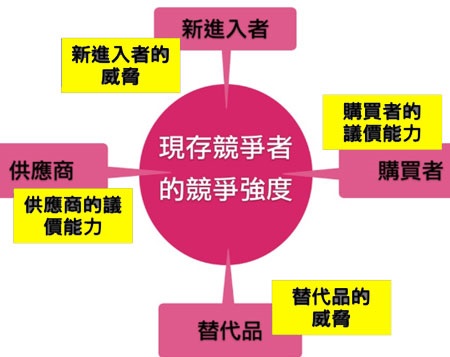 新進入者
新進入者的
威脅
購買者的
議價能力
現存競爭者
的競爭強度
供應商
購買者
供應商的議
價能力
替代品的
威脅
替代品